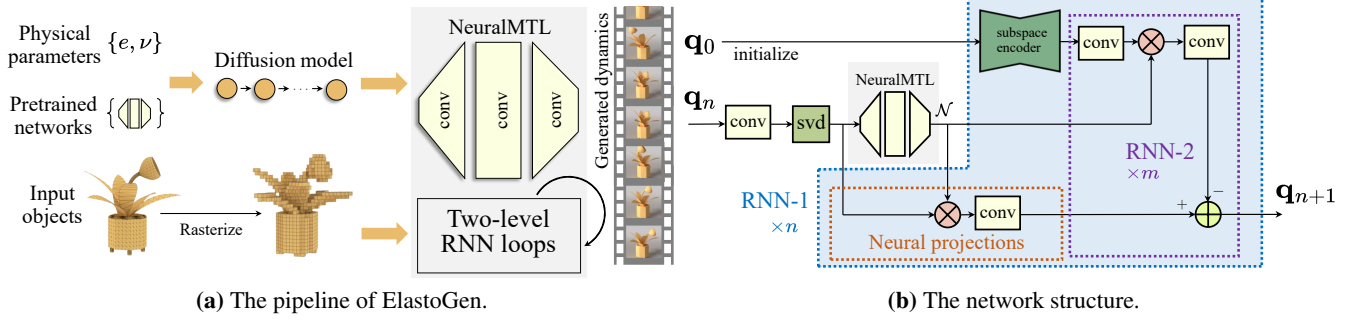 Physical
parameters
{e, ν}
Pretrained
networks
{ }
Diffusion model
Input
objects
Rasterize
NeuralMTL
conv
conv
conv
Two-level
RNN loops
Generated dynamics
(a) The pipeline of ElastoGen.
q0
initialize
subspace
encoder
conv
conv
qn
conv
svd
NeuralMTL
𝒩
RNN-2
×m
RNN-1
×n
conv
Neural projections
+
−
qn+1
(b) The network structure.